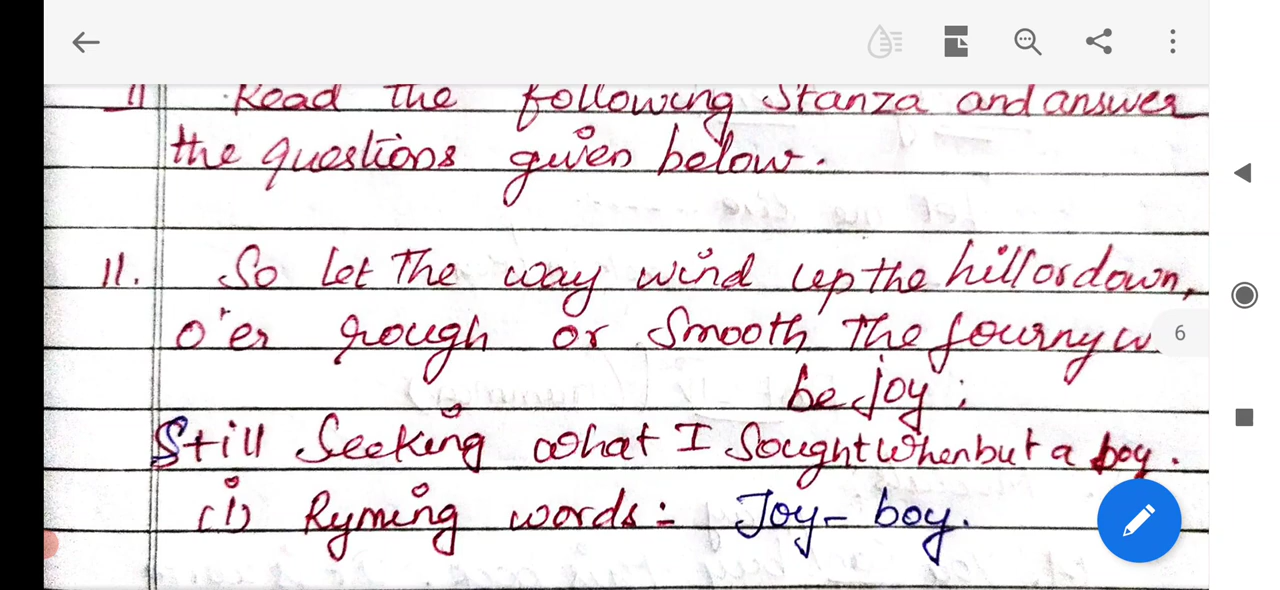 11 Read the following Stanza and answer
the questions given below.
11. So let the way wind up the hill or down,
o'er rough or smooth the journy w
be joy;
Still seeking what I sought when but a boy.
(i) Ryming words:- Joy- boy.
6